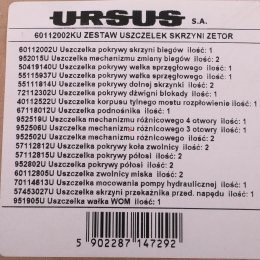 URSUS S.A.
60112002KU ZESTAW USZCZELEK SKRZYNI ZETOR
60112002U Uszczelka pokrywy skrzyni biegów ilość: 1
952015U Uszczelka mechanizmu zmiany biegów ilość: 2
50419140U Uszczelka pokrywy wałka sprzęgłowego ilość: 1
55115937U Uszczelka pokrywy wałka sprzęgłowego ilość: 1
55111814U Uszczelka pokrywy dolnej skrzynki ilość: 2
72112302U Uszczelka pokrywy dźwigni blokady ilość: 1
40112522U Uszczelka korpusu tylnego mostu rozpłowienie ilość: 1
67118012U Uszczelka podnośnika ilość: 1
952519U Uszczelka mechanizmu różnicowego 4 otwory ilość: 1
952506U Uszczelka mechanizmu różnicowego 3 otwory ilość: 1
952502U Uszczelka mechanizmu różnicowego ilość: 2
57112812U Uszczelka pokrywy koła zwolnicy ilość: 2
57112815U Uszczelka pokrywy półosi ilość: 2
952802U Uszczelka pokrywy półosi ilość: 2
60112805U Uszczelka zwolnicy miska ilość: 2
70114613U Uszczelka mocowania pompy hydraulicznej ilość: 1
57453027U Uszczelka skrzyni przekaźnika przed. napędu ilość: 1
951905U Uszczelka wałka WOM ilość: 1
5 902287 147292